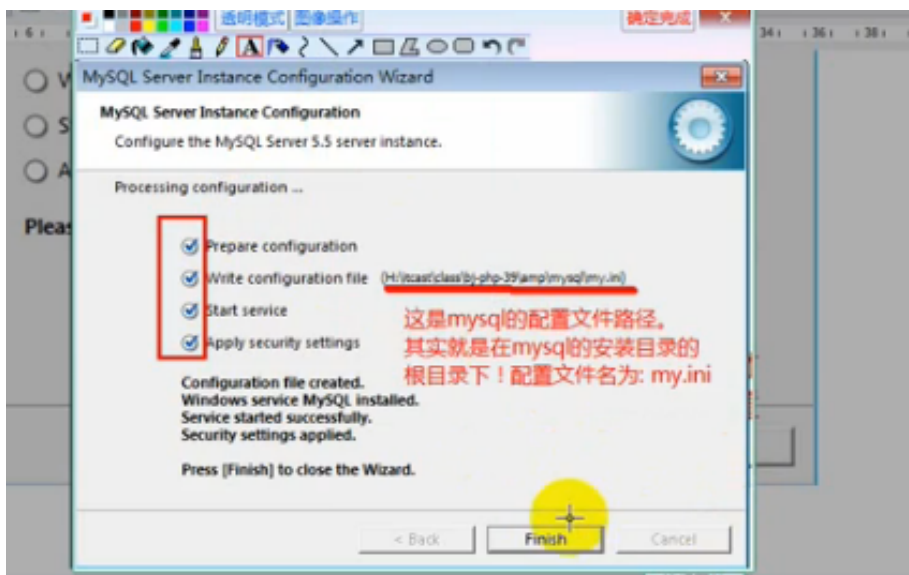 透明模式 图像操作 确定完成
16 34 36 38
A
MySQL Server Instance Configuration Wizard
W
MySQL Server Instance Configuration
S
Configure the MySQL Server 5.5 server instance.
A
Processing configuration ...
Pleas
Prepare configuration
Write configuration file (H:\itcast\class\bj-php-39\amp\mysql\my.ini)
Start service
这是mysql的配置文件路径。
Apply security settings
其实就是在mysql的安装目录的
根目录下！配置文件名为: my.ini
Configuration file created.
Windows service MySQL installed.
Service started successfully.
Security settings applied.
Press [Finish] to close the Wizard.
< Back Finish Cancel